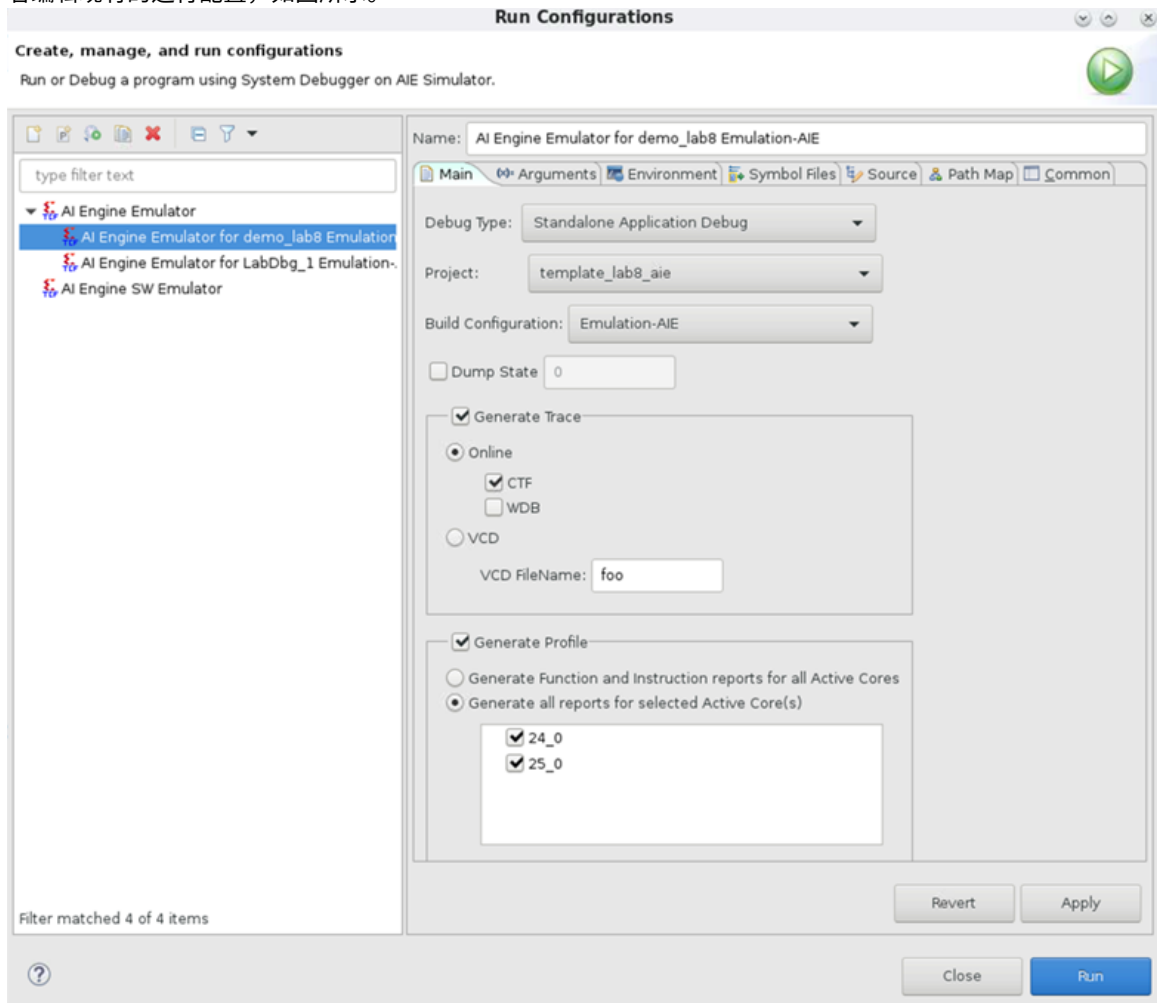 Run Configurations
Create, manage, and run configurations
Run or Debug a program using System Debugger on AIE Simulator.
type filter text
AI Engine Emulator
AI Engine Emulator for demo_lab8 Emulation
AI Engine Emulator for LabDbg_1 Emulation-.
AI Engine SW Emulator
Filter matched 4 of 4 items
Name: AI Engine Emulator for demo_lab8 Emulation-AIE
Main Arguments Environment Symbol Files Source Path Map Common
Debug Type: Standalone Application Debug
Project: template_lab8_aie
Build Configuration: Emulation-AIE
Dump State 0
Generate Trace
Online
CTF
WDB
VCD
VCD FileName: foo
Generate Profile
Generate Function and Instruction reports for all Active Cores
Generate all reports for selected Active Core(s)
24_0
25_0
Revert Apply
Close Run